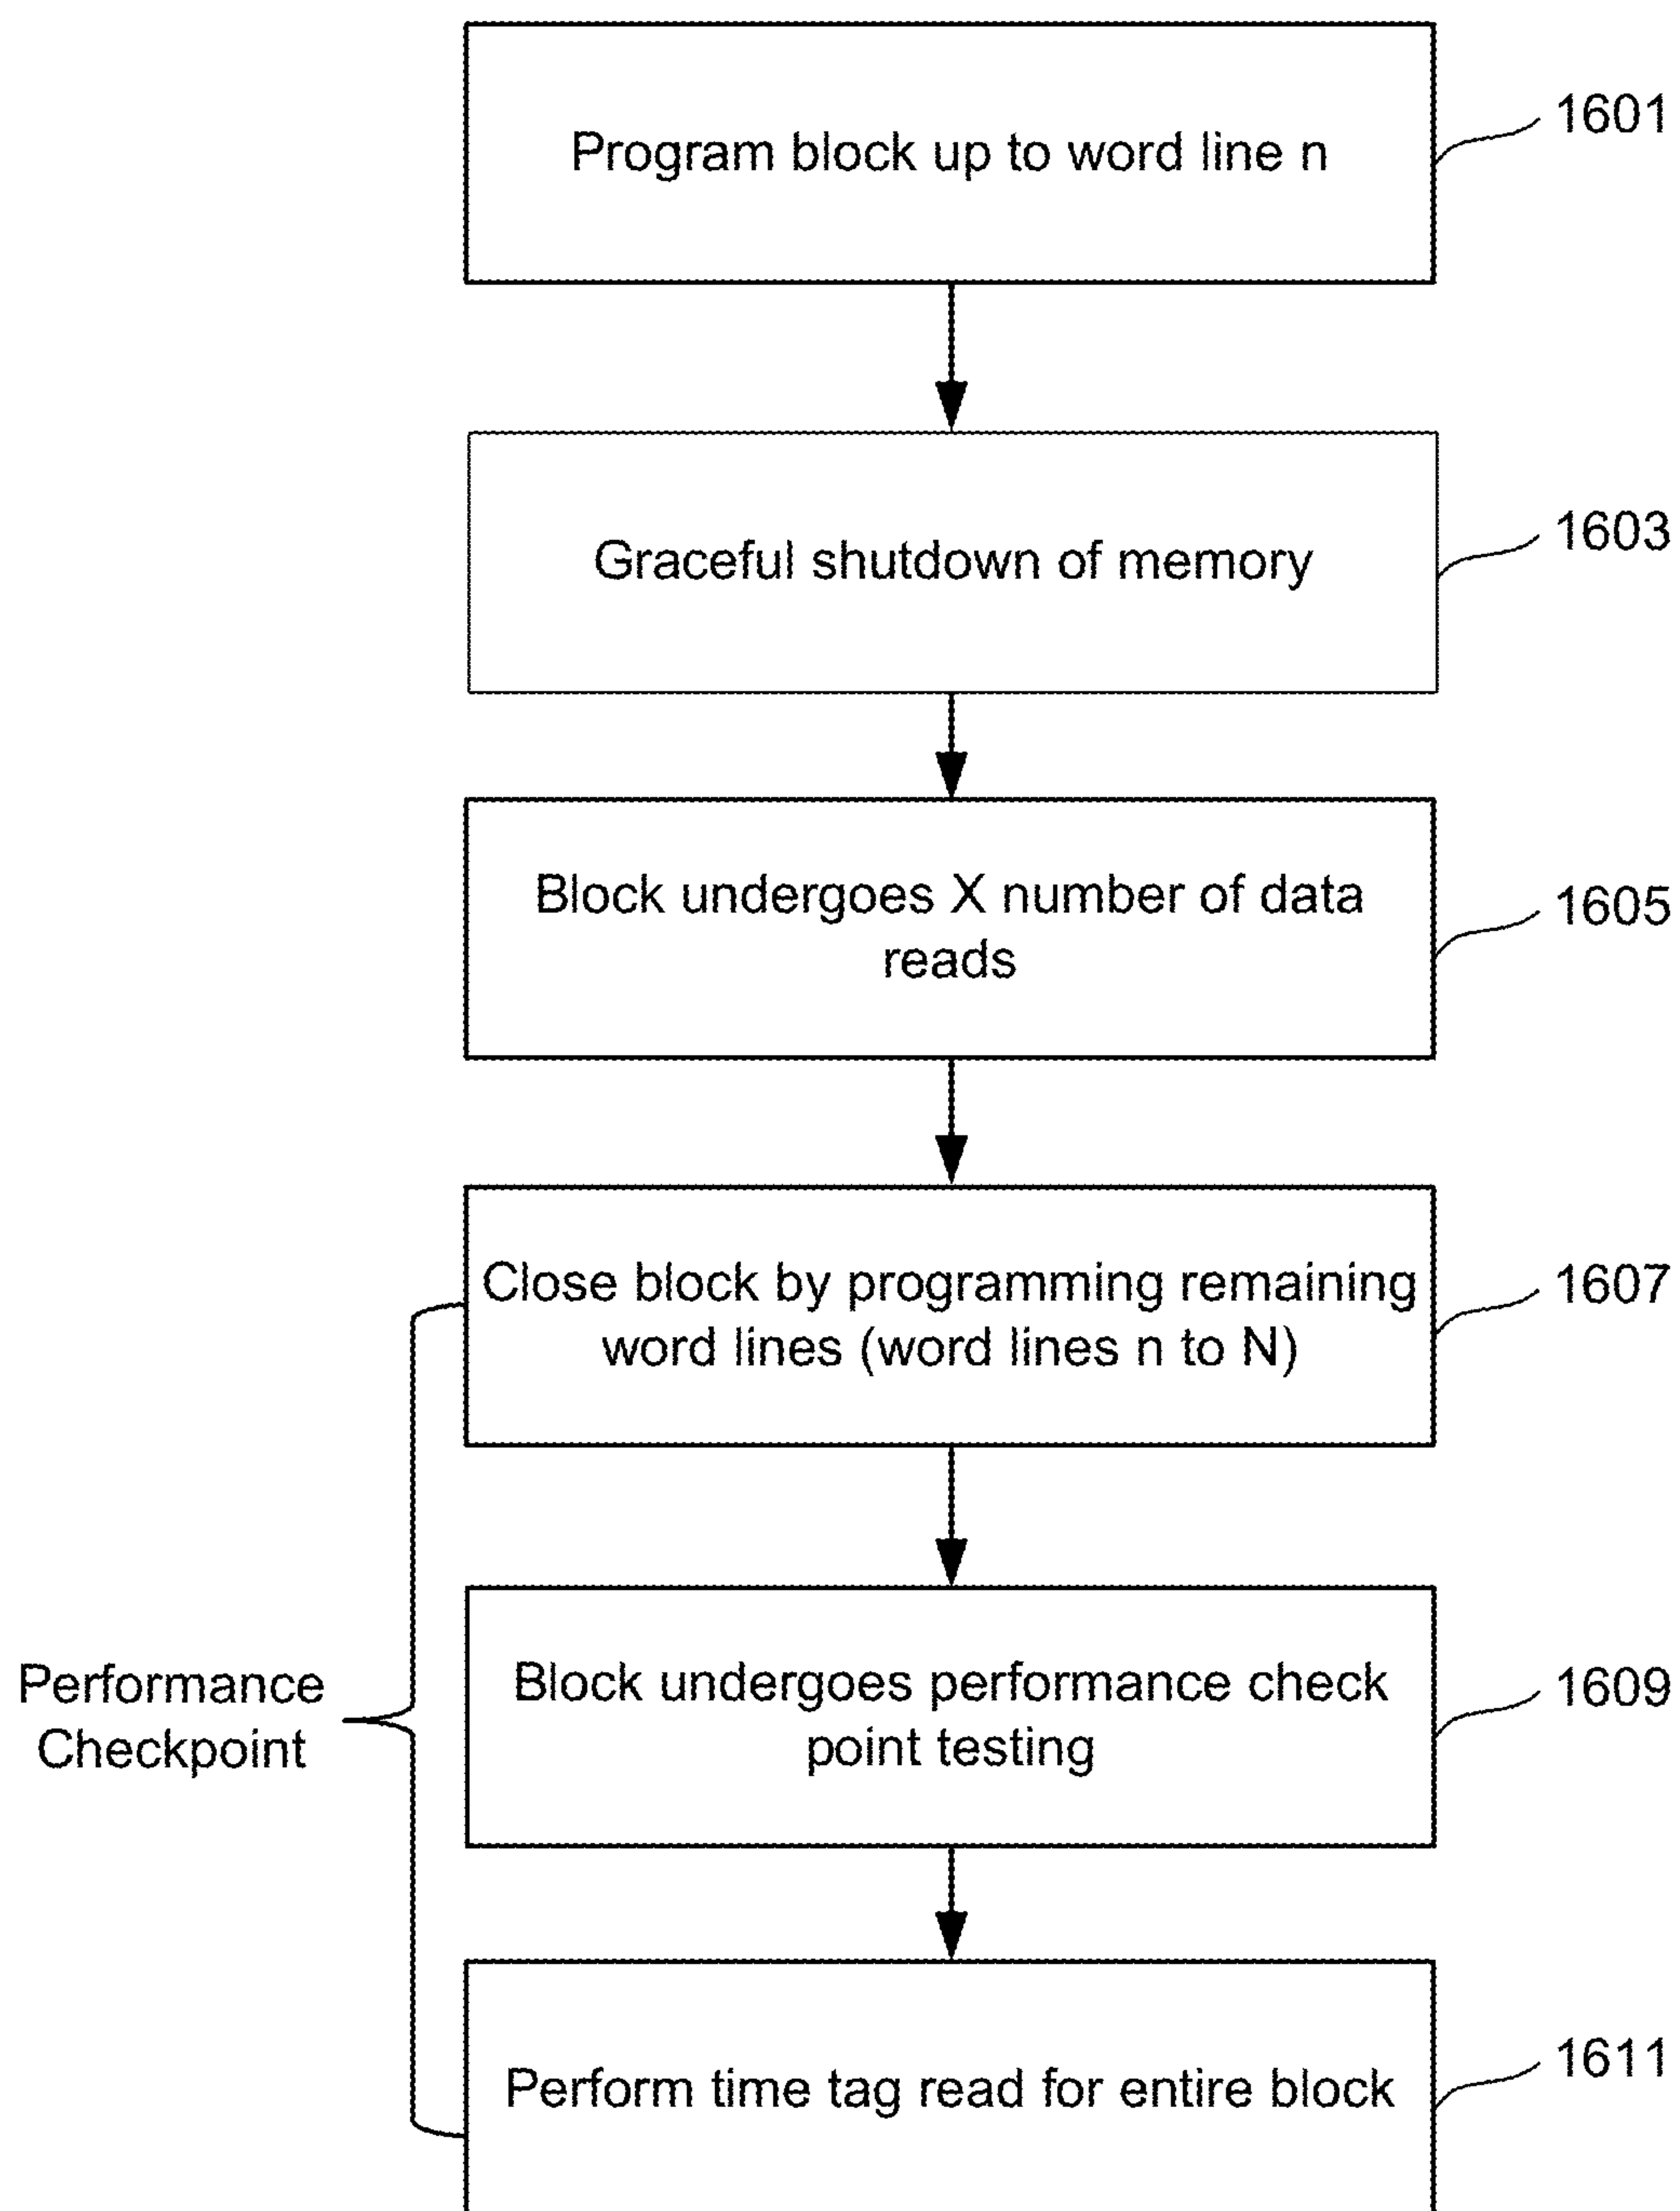 Program block up to word line n
1601
Graceful shutdown of memory
1603
Block undergoes X number of data
reads
1605
Close block by programming remaining
word lines (word lines n to N)
1607
Performance
Checkpoint
Block undergoes performance check
point testing
1609
Perform time tag read for entire block
1611